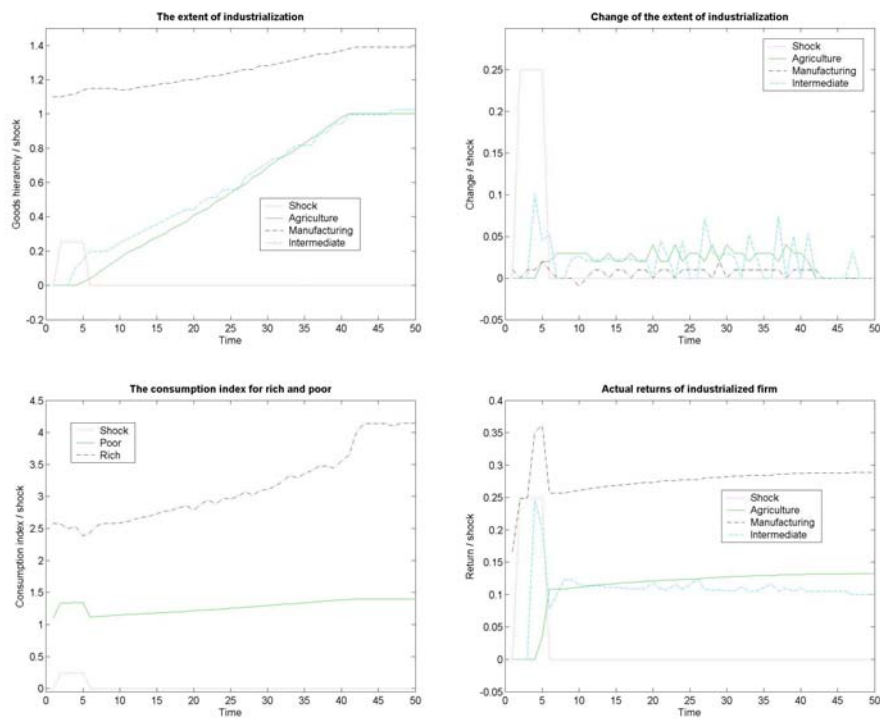 The extent of industrialization
Goods hierarchy / shock
1.4
1.2
1
0.8
0.6
0.4
0.2
0
-0.2
Shock
Agriculture
Manufacturing
Intermediate
0 5 10 15 20 25 30 35 40 45 50
Time
Change of the extent of industrialization
Change / shock
0.25
0.2
0.15
0.1
0.05
0
-0.05
Shock
Agriculture
Manufacturing
Intermediate
0 5 10 15 20 25 30 35 40 45 50
Time
The consumption index for rich and poor
Consumption index / shock
4.5
4
3.5
3
2.5
2
1.5
1
0.5
0
Shock
Poor
Rich
0 5 10 15 20 25 30 35 40 45 50
Time
Actual returns of industrialized firm
Return / shock
0.4
0.35
0.3
0.25
0.2
0.15
0.1
0.05
0
-0.05
Shock
Agriculture
Manufacturing
Intermediate
0 5 10 15 20 25 30 35 40 45 50
Time